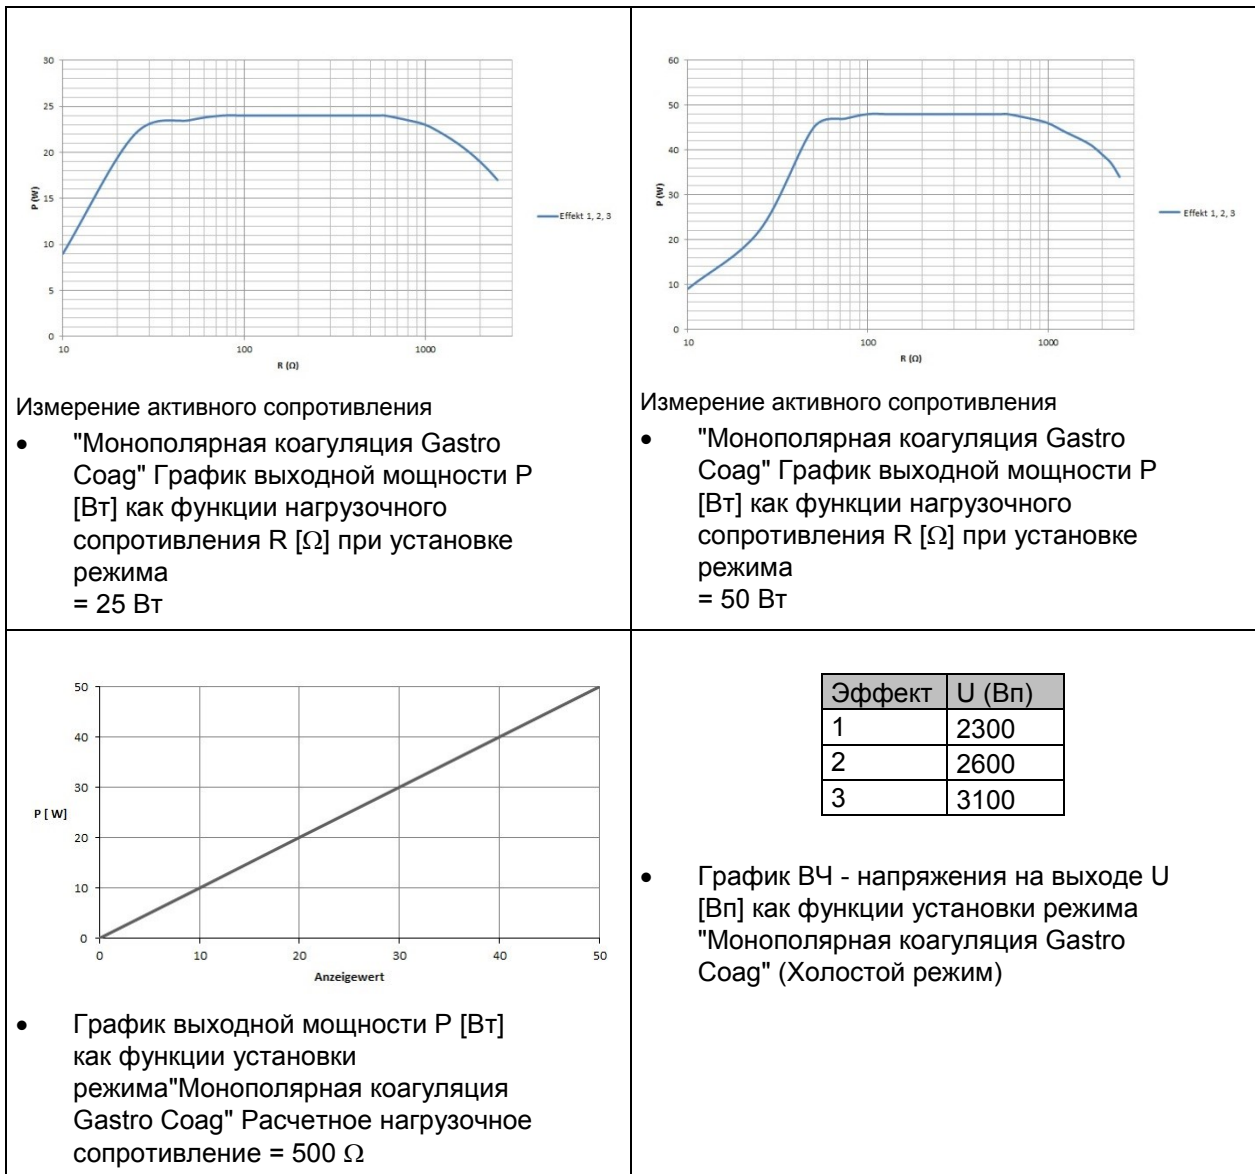 30
25
20
15
10
5
0
P (W)
10
100
1000
R (Ω)
Effekt 1, 2, 3
Измерение активного сопротивления
• "Монополярная коагуляция Gastro
Coag" График выходной мощности P
[Вт] как функции нагрузочного
сопротивления R [Ω] при установке
режима
= 25 Вт
60
50
40
30
20
10
0
P (W)
10
100
1000
R (Ω)
Effekt 1, 2, 3
Измерение активного сопротивления
• "Монополярная коагуляция Gastro
Coag" График выходной мощности P
[Вт] как функции нагрузочного
сопротивления R [Ω] при установке
режима
= 50 Вт
50
40
30
20
10
0
P [ W]
0
10
20
30
40
50
Anzeigewert
• График выходной мощности P [Вт]
как функции установки
режима"Монополярная коагуляция
Gastro Coag" Расчетное нагрузочное
сопротивление = 500 Ω
Эффект U (Вп)
1 2300
2 2600
3 3100
• График ВЧ - напряжения на выходе U
[Вп] как функции установки режима
"Монополярная коагуляция Gastro
Coag" (Холостой режим)